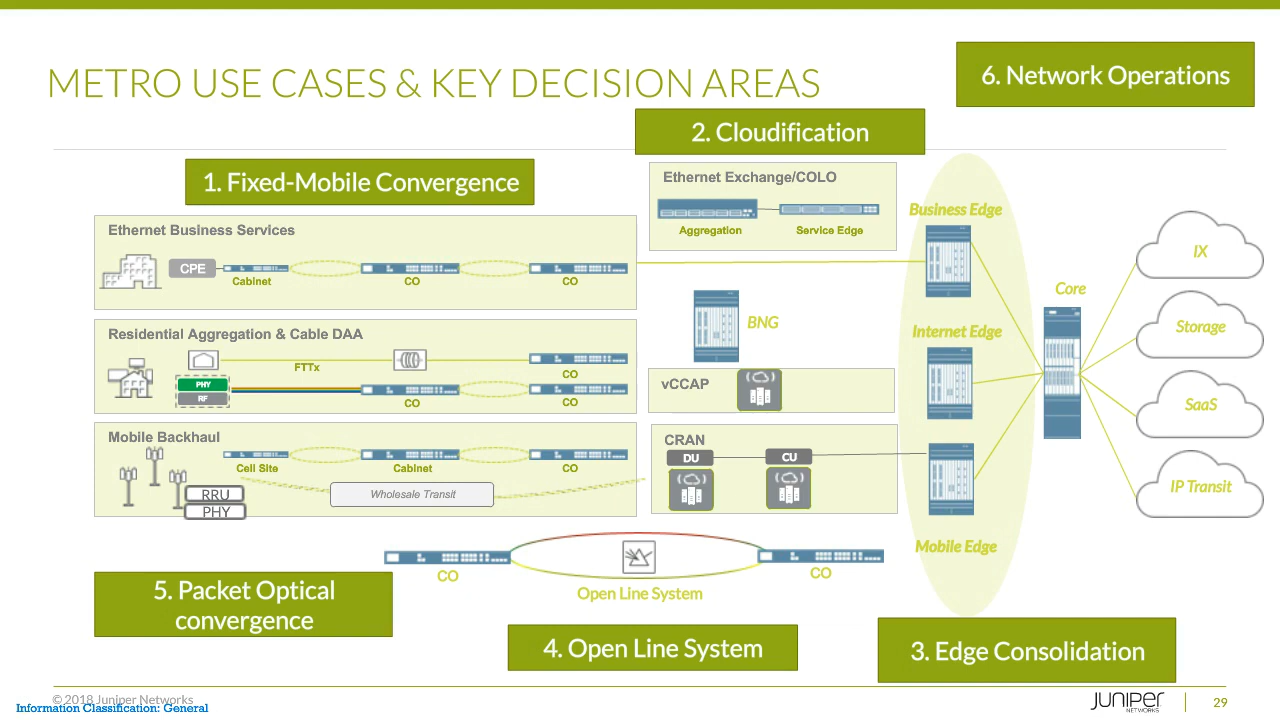 METRO USE CASES & KEY DECISION AREAS
6. Network Operations
2. Cloudification
1. Fixed-Mobile Convergence
Ethernet Exchange/COLO
Aggregation
Service Edge
Ethernet Business Services
CPE
Cabinet
CO
CO
Residential Aggregation & Cable DAA
FTTx
PHY
RF
CO
CO
CO
Mobile Backhaul
Cell Site
Cabinet
CO
Wholesale Transit
RRU
PHY
BNG
vCCAP
CRAN
DU
CU
Business Edge
Internet Edge
Mobile Edge
Core
IX
Storage
SaaS
IP Transit
CO
CO
Open Line System
5. Packet Optical
convergence
4. Open Line System
3. Edge Consolidation
© 2018 Juniper Networks
Information Classification: General
JUNIPER
NETWORKS
29